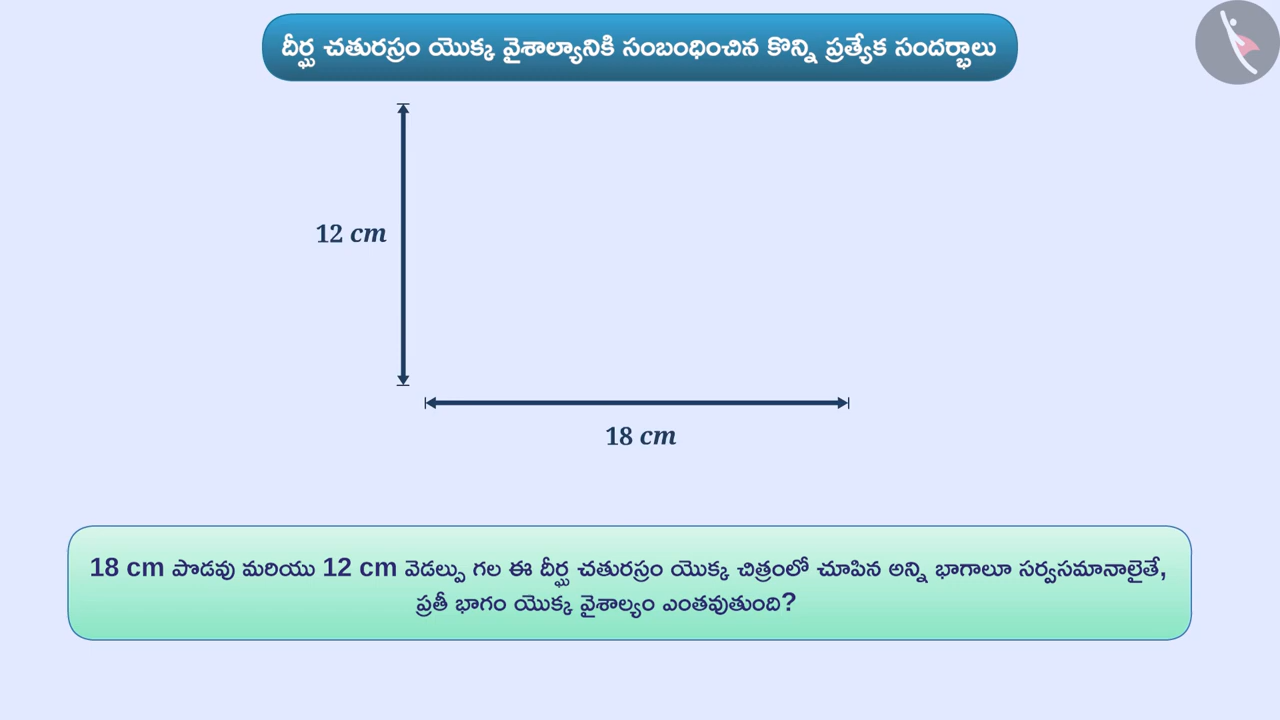 దీర్ఘ చతురస్రం యొక్క వైశాల్యానికి సంబంధించిన కొన్ని ప్రత్యేక సందర్భాలు
12 cm
18 cm
18 cm పొడవు మరియు 12 cm వెడల్పు గల ఈ దీర్ఘ చతురస్రం యొక్క చిత్రంలో చూపిన అన్ని భాగాలూ సర్వసమానాలైతే,
ప్రతీ భాగం యొక్క వైశాల్యం ఎంతవుతుంది?